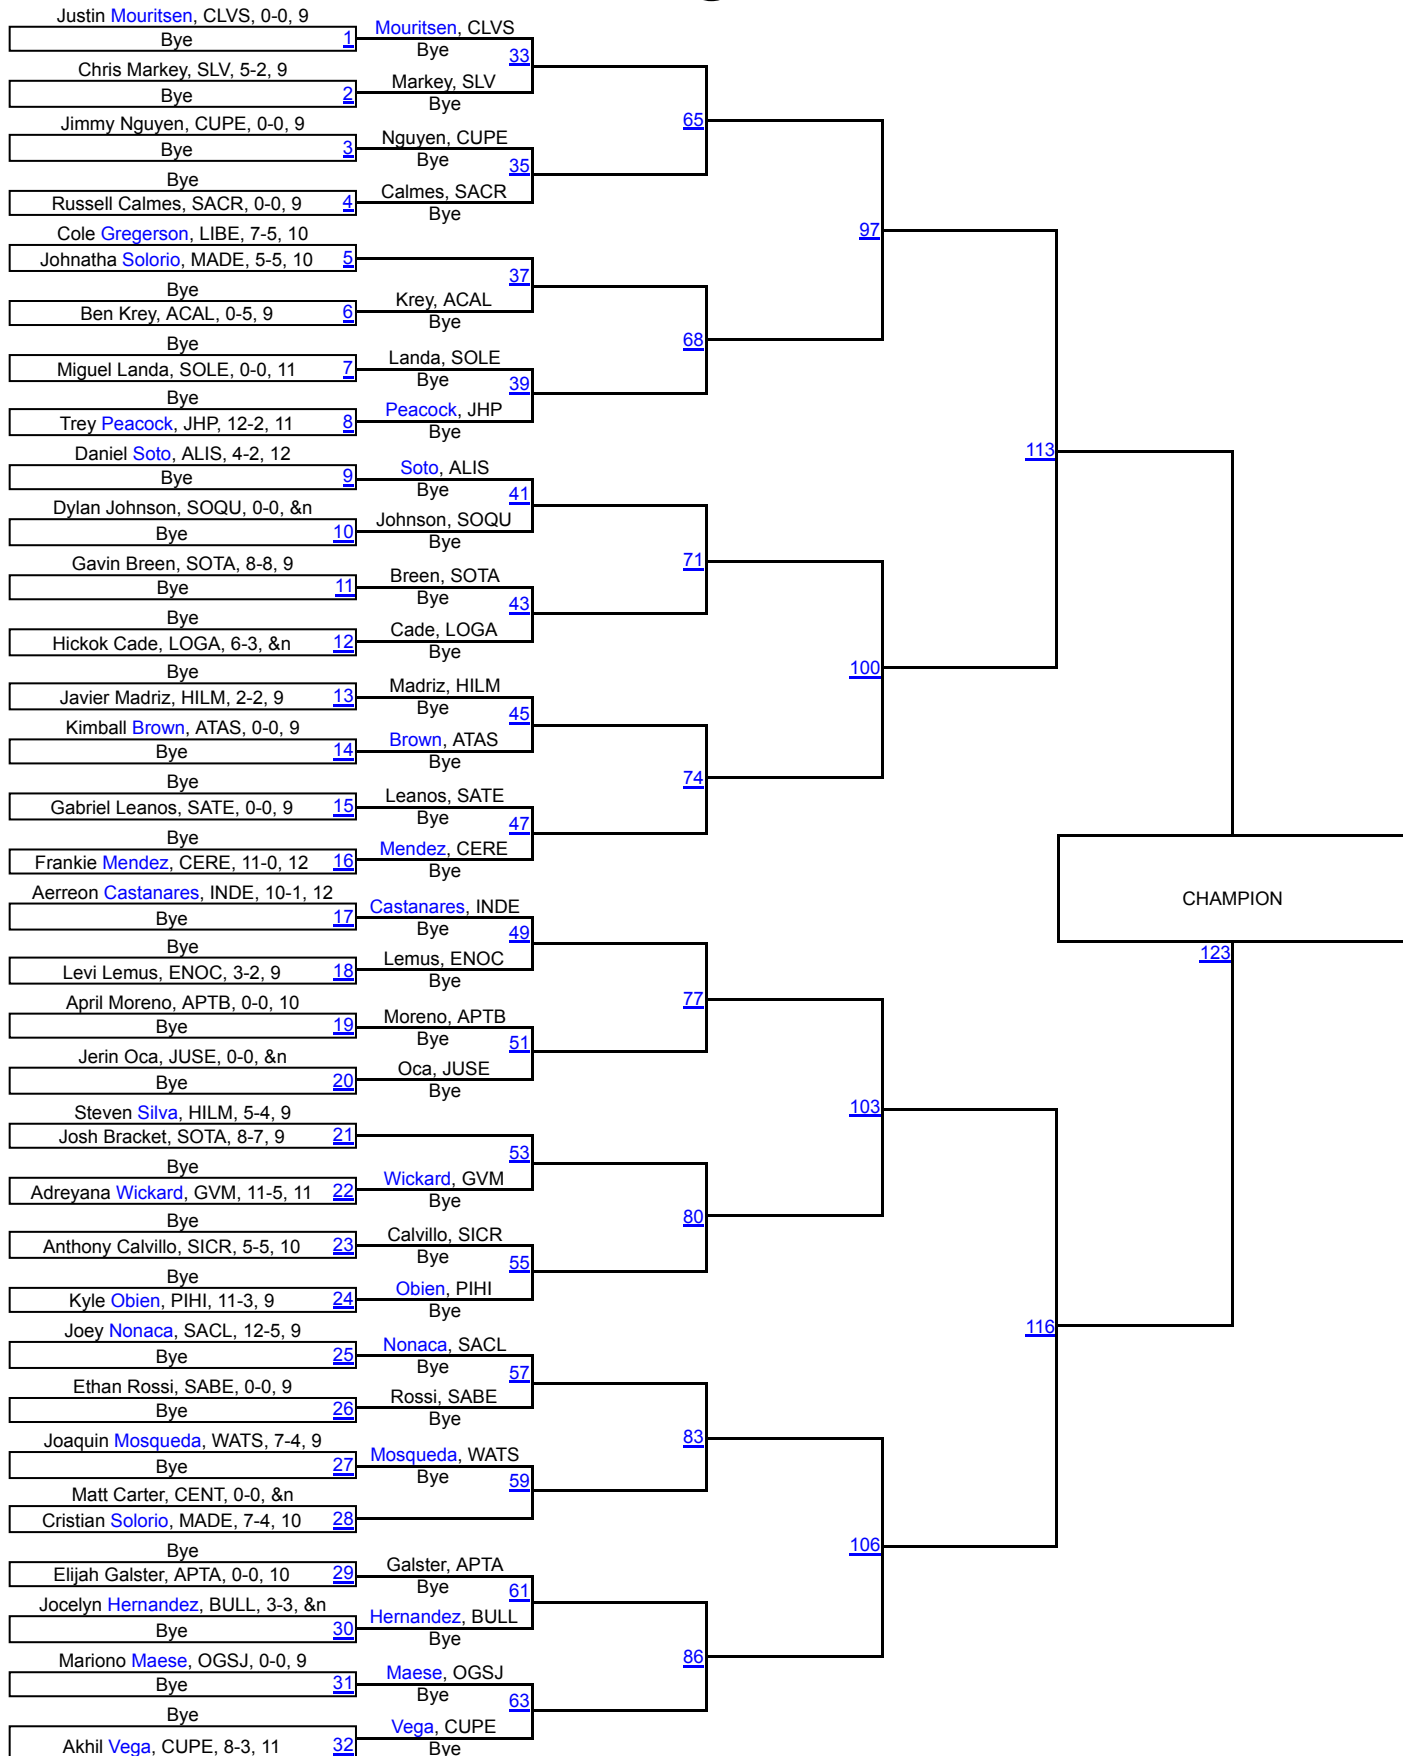 Justin Mouritsen, CLVS, 0-0, 9
Bye 1
Chris Markey, SLV, 5-2, 9
Bye 2
Jimmy Nguyen, CUPE, 0-0, 9
Bye 3
Bye
Russell Calmes, SACR, 0-0, 9 4
Cole Gregerson, LIBE, 7-5, 10
Johnatha Solorio, MADE, 5-5, 10 5
Bye
Ben Krey, ACAL, 0-5, 9 6
Bye
Miguel Landa, SOLE, 0-0, 11 7
Bye
Trey Peacock, JHP, 12-2, 11 8
Daniel Soto, ALIS, 4-2, 12
Bye 9
Dylan Johnson, SOQU, 0-0, &n
Bye 10
Gavin Breen, SOTA, 8-8, 9
Bye 11
Bye
Hickok Cade, LOGA, 6-3, &n 12
Bye
Javier Madriz, HILM, 2-2, 9 13
Kimball Brown, ATAS, 0-0, 9
Bye 14
Bye
Gabriel Leanos, SATE, 0-0, 9 15
Bye
Frankie Mendez, CERE, 11-0, 12 16
Aerreon Castanares, INDE, 10-1, 12
Bye 17
Bye
Levi Lemus, ENOC, 3-2, 9 18
April Moreno, APTB, 0-0, 10
Bye 19
Jerin Oca, JUSE, 0-0, &n
Bye 20
Steven Silva, HILM, 5-4, 9
Josh Bracket, SOTA, 8-7, 9 21
Bye
Adreyana Wickard, GVM, 11-5, 11 22
Bye
Anthony Calvillo, SICR, 5-5, 10 23
Bye
Kyle Obien, PIHI, 11-3, 9 24
Joey Nonaca, SACL, 12-5, 9
Bye 25
Ethan Rossi, SABE, 0-0, 9
Bye 26
Joaquin Mosqueda, WATS, 7-4, 9
Bye 27
Matt Carter, CENT, 0-0, &n
Cristian Solorio, MADE, 7-4, 10 28
Bye
Elijah Galster, APTA, 0-0, 10 29
Jocelyn Hernandez, BULL, 3-3, &n
Bye 30
Mariono Maese, OGSJ, 0-0, 9
Bye 31
Bye
Akhil Vega, CUPE, 8-3, 11 32
Mouritsen, CLVS
Bye 33
Markey, SLV
Bye
Nguyen, CUPE
Bye 35
Calmes, SACR
Bye
37
Krey, ACAL
Bye
Landa, SOLE
Bye 39
Peacock, JHP
Bye
Soto, ALIS
Bye 41
Johnson, SOQU
Bye
Breen, SOTA
Bye 43
Cade, LOGA
Bye
Madriz, HILM
Bye 45
Brown, ATAS
Bye
Leanos, SATE
Bye 47
Mendez, CERE
Bye
Castanares, INDE
Bye 49
Lemus, ENOC
Bye
Moreno, APTB
Bye 51
Oca, JUSE
Bye
53
Wickard, GVM
Bye
Calvillo, SICR
Bye 55
Obien, PIHI
Bye
Nonaca, SACL
Bye 57
Rossi, SABE
Bye
Mosqueda, WATS
Bye 59
Galster, APTA
Bye 61
Hernandez, BULL
Bye
Maese, OGSJ
Bye 63
Vega, CUPE
Bye
65
68
71
74
77
80
83
86
97
100
103
106
113
116
CHAMPION
123